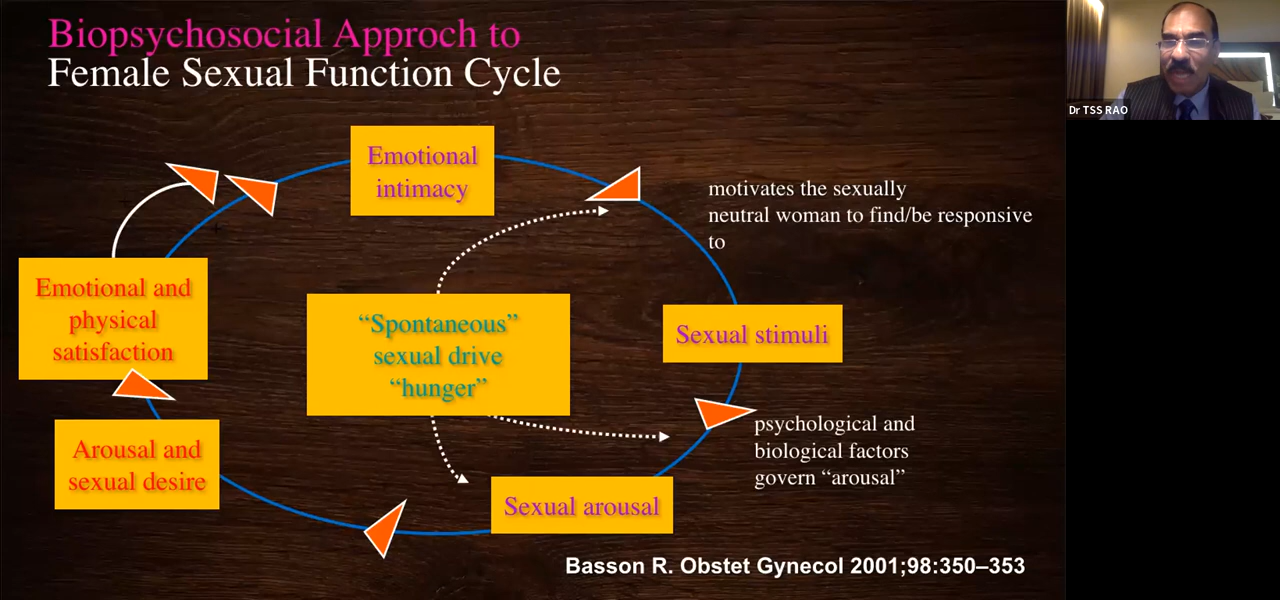 Biopsychosocial Approch to
Female Sexual Function Cycle
Dr TSS RAO
Emotional
intimacy
motivates the sexually
neutral woman to find/be responsive
to
Emotional and
physical
satisfaction
“Spontaneous”
sexual drive
“hunger”
Sexual stimuli
psychological and
biological factors
govern “arousal”
Arousal and
sexual desire
Sexual arousal
Basson R. Obstet Gynecol 2001;98:350–353